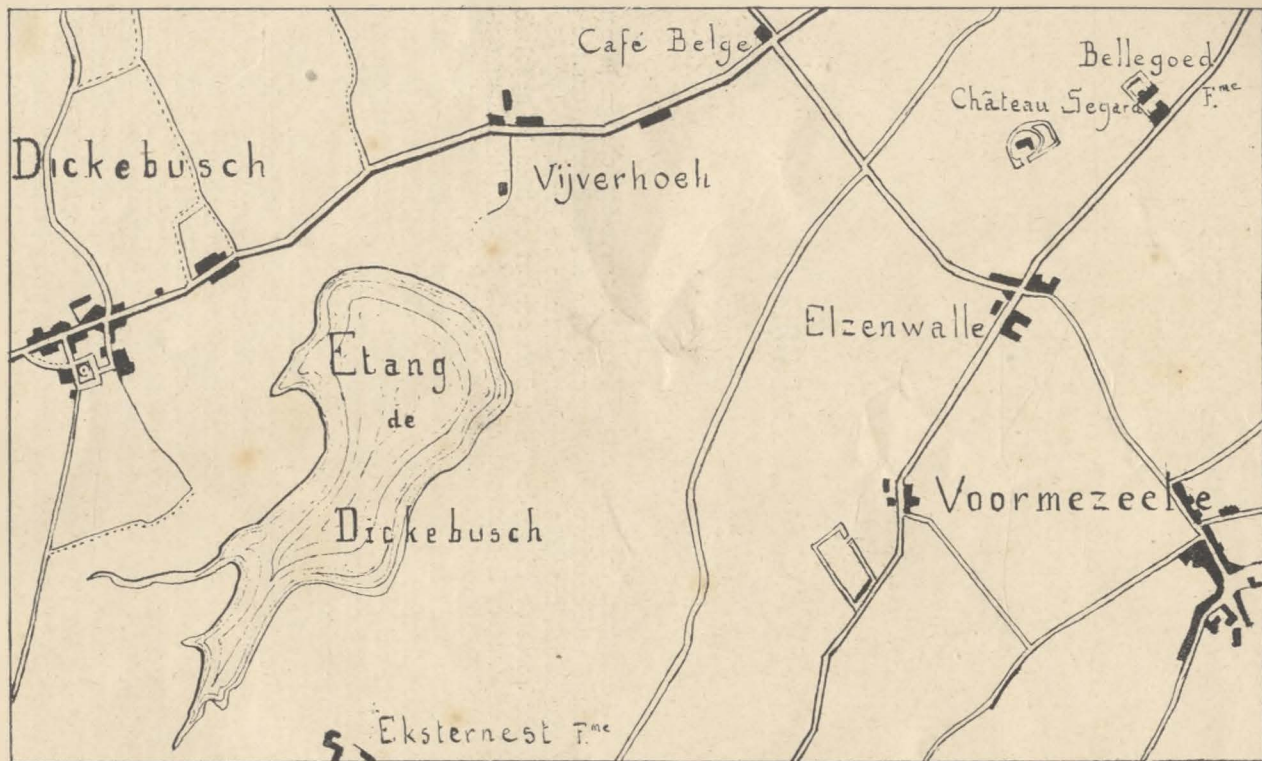 Café Belge
Bellegoed
F.me
Château Segard
Dickebusch
Vijverhoek
Elzenwalle
Etang
de
Dickebusch
Voormezeele
Eksternest F.me